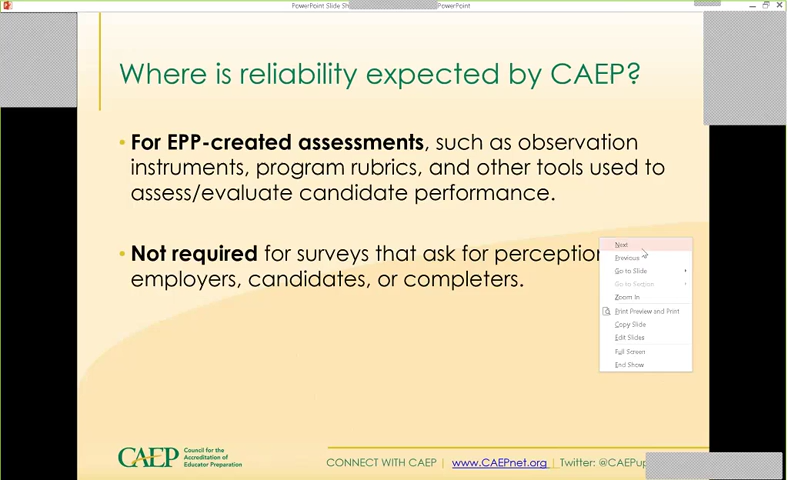 PowerPoint Slide Sh
PowerPoint
Where is reliability expected by CAEP?
• For EPP-created assessments, such as observation
instruments, program rubrics, and other tools used to
assess/evaluate candidate performance.
• Not required for surveys that ask for perception
employers, candidates, or completers.
Next
Previous
Go to Slide
Go to Section
Zoom In
Print Preview and Print
Copy Slide
Edit Slides
Full Screen
End Show
CAEP
Council for the
Accreditation of
Educator Preparation
CONNECT WITH CAEP | www.CAEPnet.org | Twitter: @CAEPup